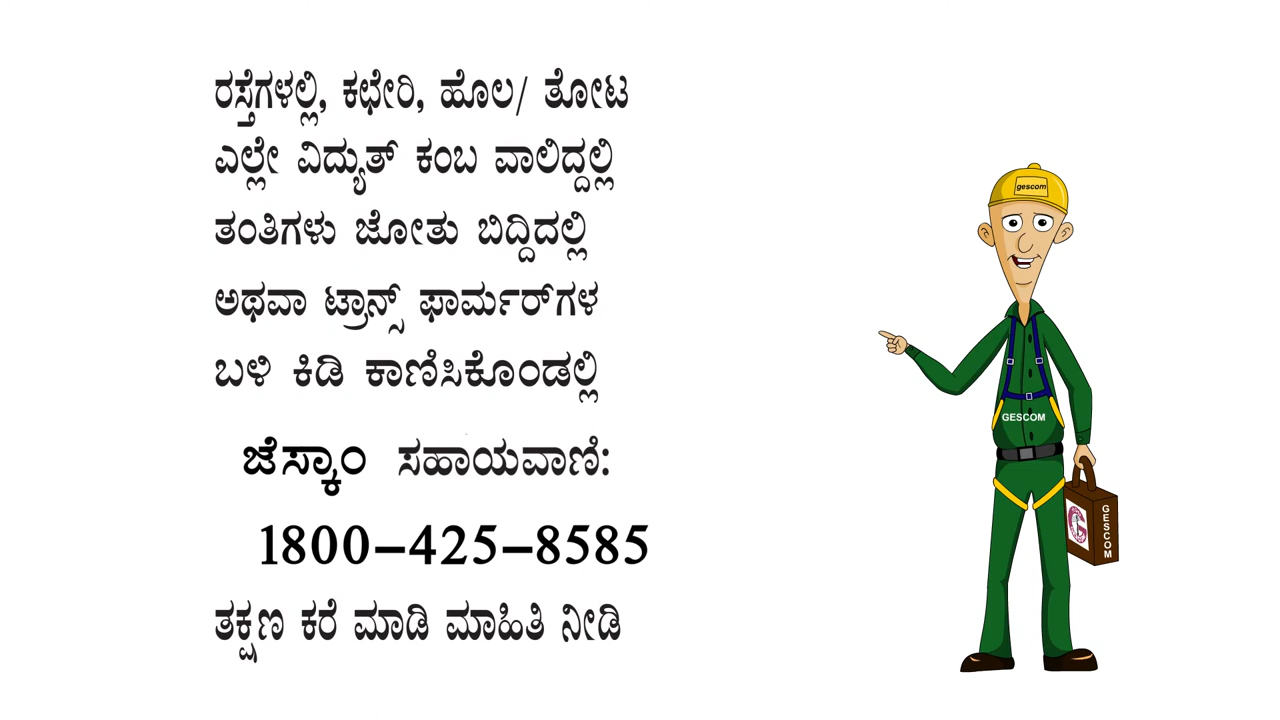 ರಸ್ತೆಗಳಲ್ಲಿ, ಕಛೇರಿ, ಹೊಲ/ ತೋಟ
ಎಲ್ಲೇ ವಿದ್ಯುತ್ ಕಂಬ ವಾಲಿದ್ದಲ್ಲಿ
ತಂತಿಗಳು ಜೋತು ಬಿದ್ದಿದಲ್ಲಿ
ಅಥವಾ ಟ್ರಾನ್ಸ್ ಫಾರ್ಮರ್‌ಗಳ
ಬಳಿ ಕಿಡಿ ಕಾಣಿಸಿಕೊಂಡಲ್ಲಿ
ಜೆಸ್ಕಾಂ ಸಹಾಯವಾಣಿ:
1800-425-8585
ತಕ್ಷಣ ಕರೆ ಮಾಡಿ ಮಾಹಿತಿ ನೀಡಿ
gescom
GESCOM
G
GESCOM